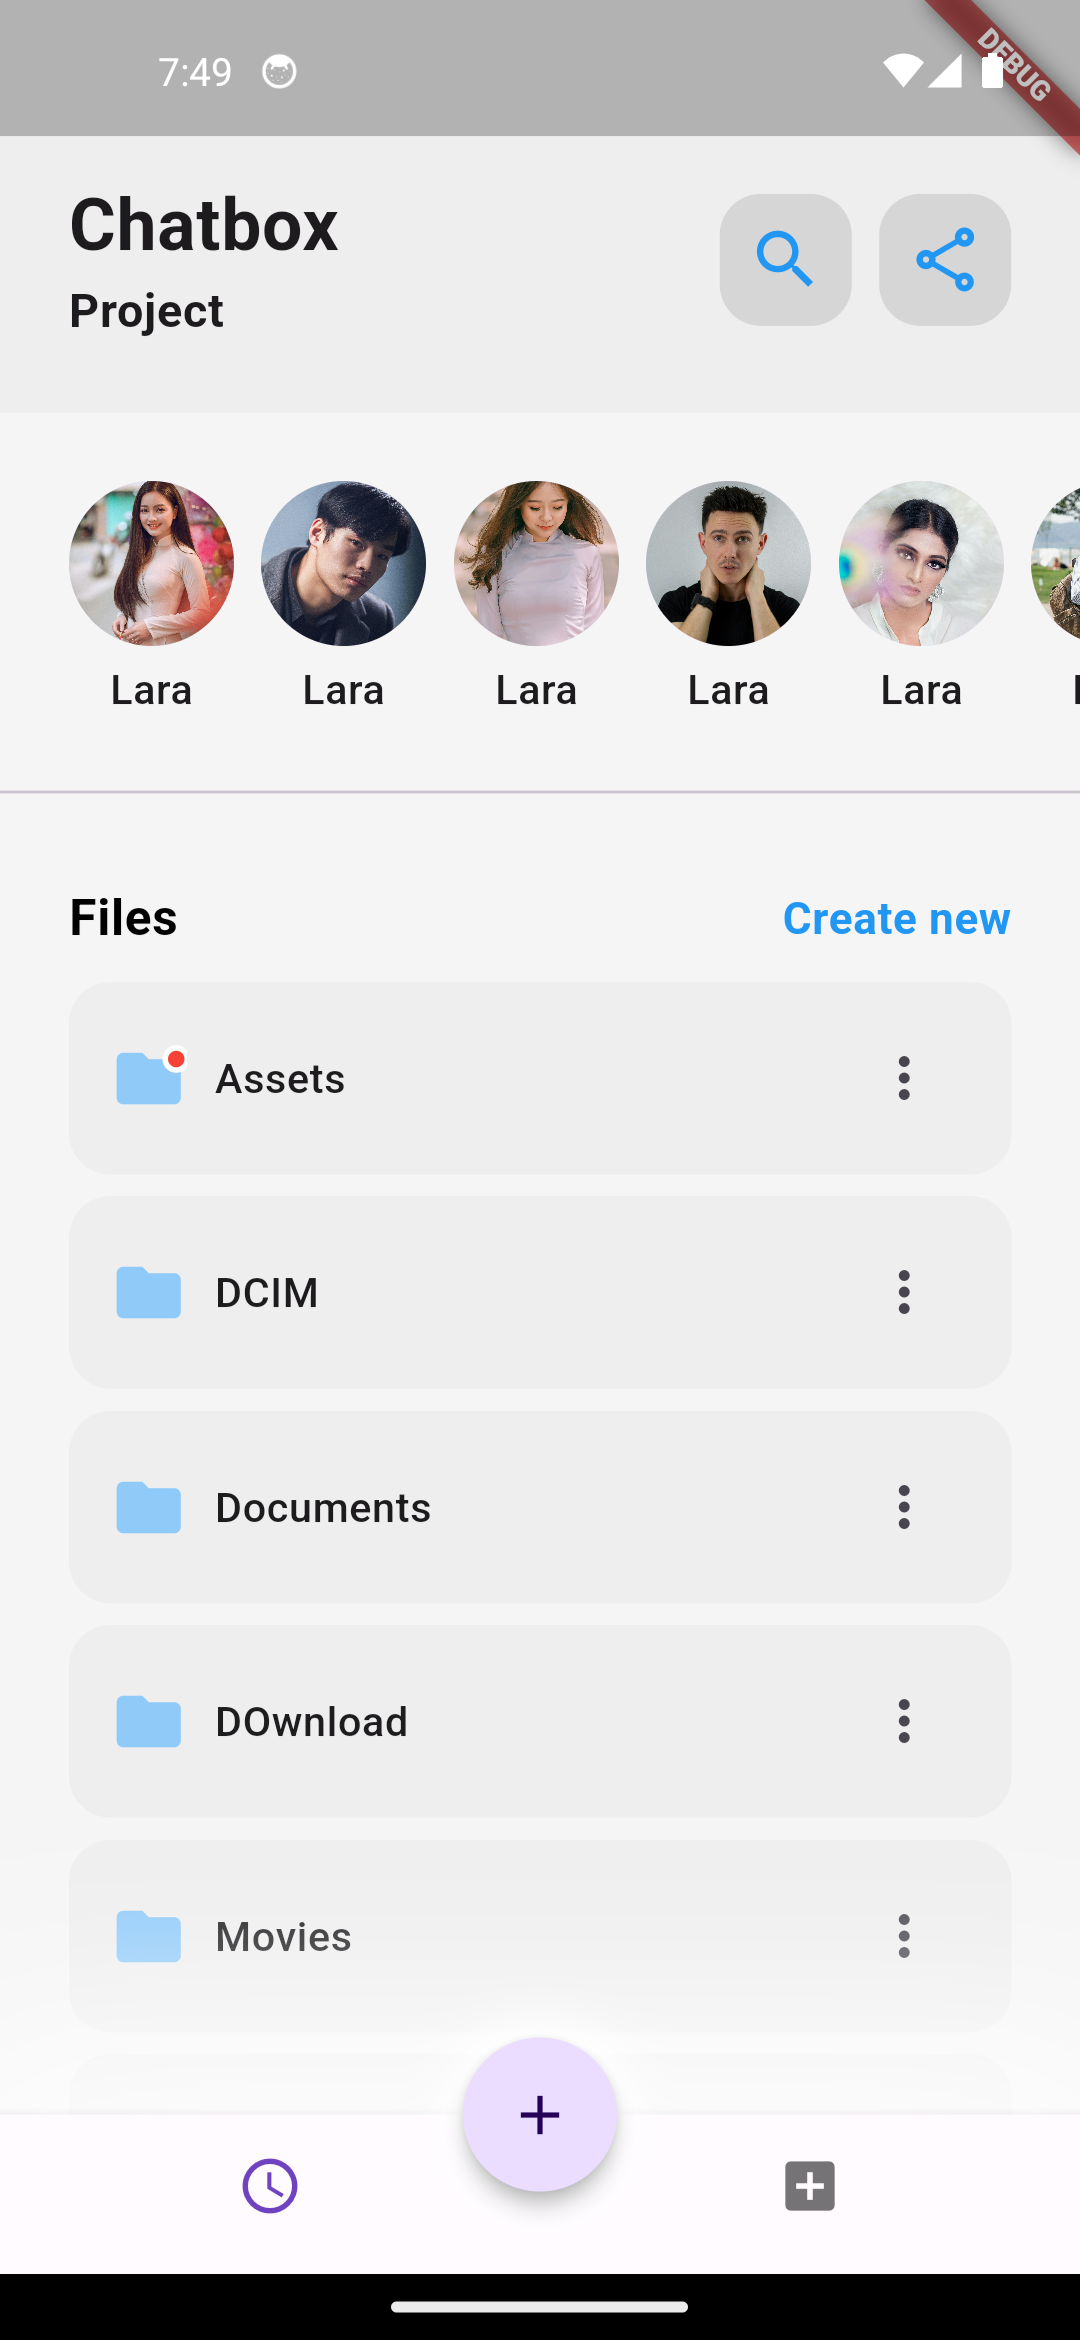 7:49
DEBUG
Chatbox
Project
Lara
Lara
Lara
Lara
Lara
Files
Create new
Assets
DCIM
Documents
DOwnload
Movies